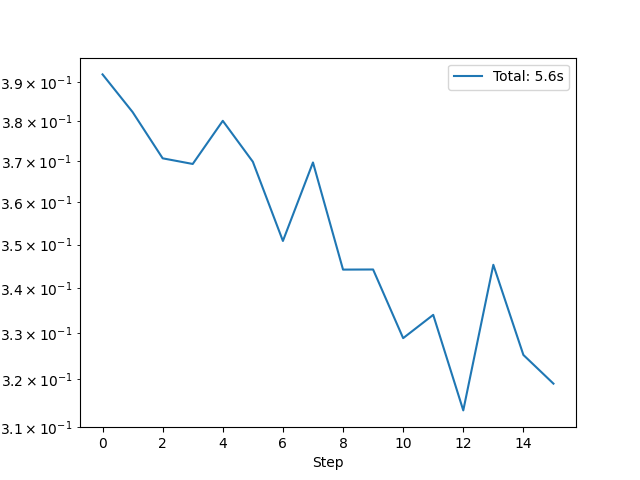 Total: 5.6s
3.9 × 10⁻¹
3.8 × 10⁻¹
3.7 × 10⁻¹
3.6 × 10⁻¹
3.5 × 10⁻¹
3.4 × 10⁻¹
3.3 × 10⁻¹
3.2 × 10⁻¹
3.1 × 10⁻¹
0 2 4 6 8 10 12 14
Step